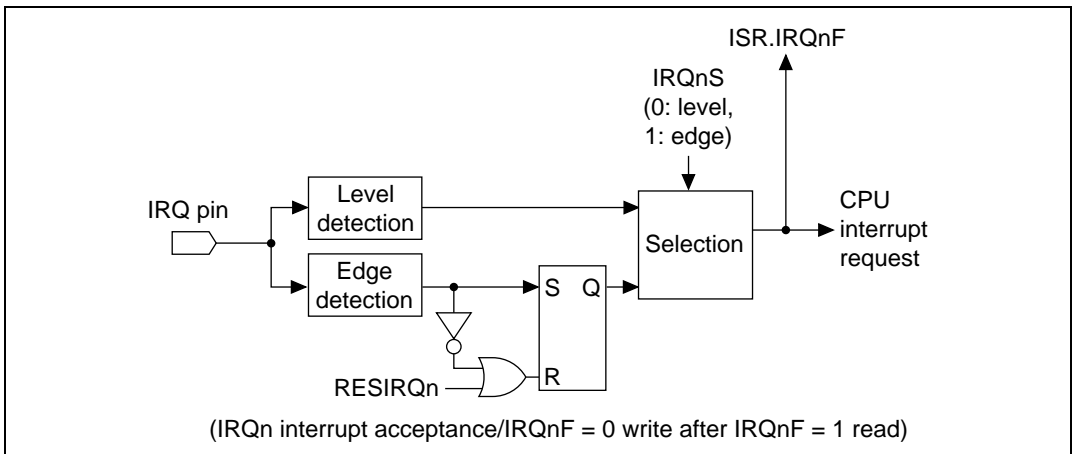 ISR.IRQnF
IRQnS
(0: level,
1: edge)
IRQ pin
Level
detection
Edge
detection
S Q
R
RESIRQn
Selection
CPU
interrupt
request
(IRQn interrupt acceptance/IRQnF = 0 write after IRQnF = 1 read)